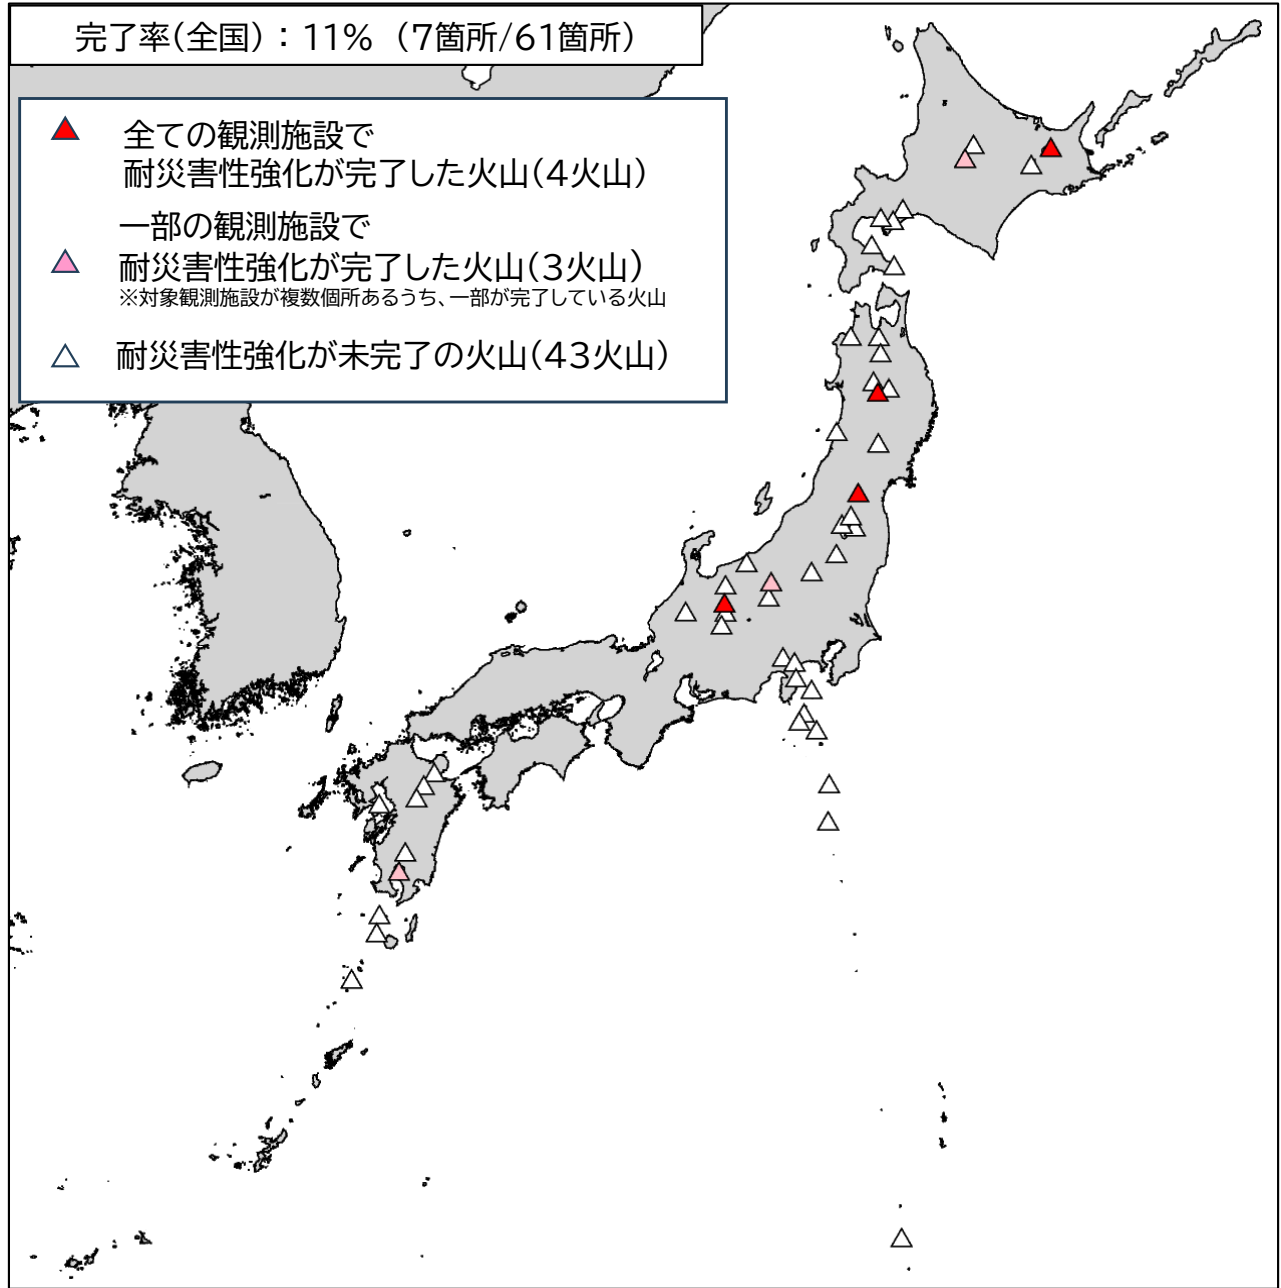 完了率(全国)：11% (7箇所/61箇所)
全ての観測施設で
耐災害性強化が完了した火山(4火山)
一部の観測施設で
耐災害性強化が完了した火山(3火山)
※対象観測施設が複数個所あるうち、一部が完了している火山
耐災害性強化が未完了の火山(43火山)